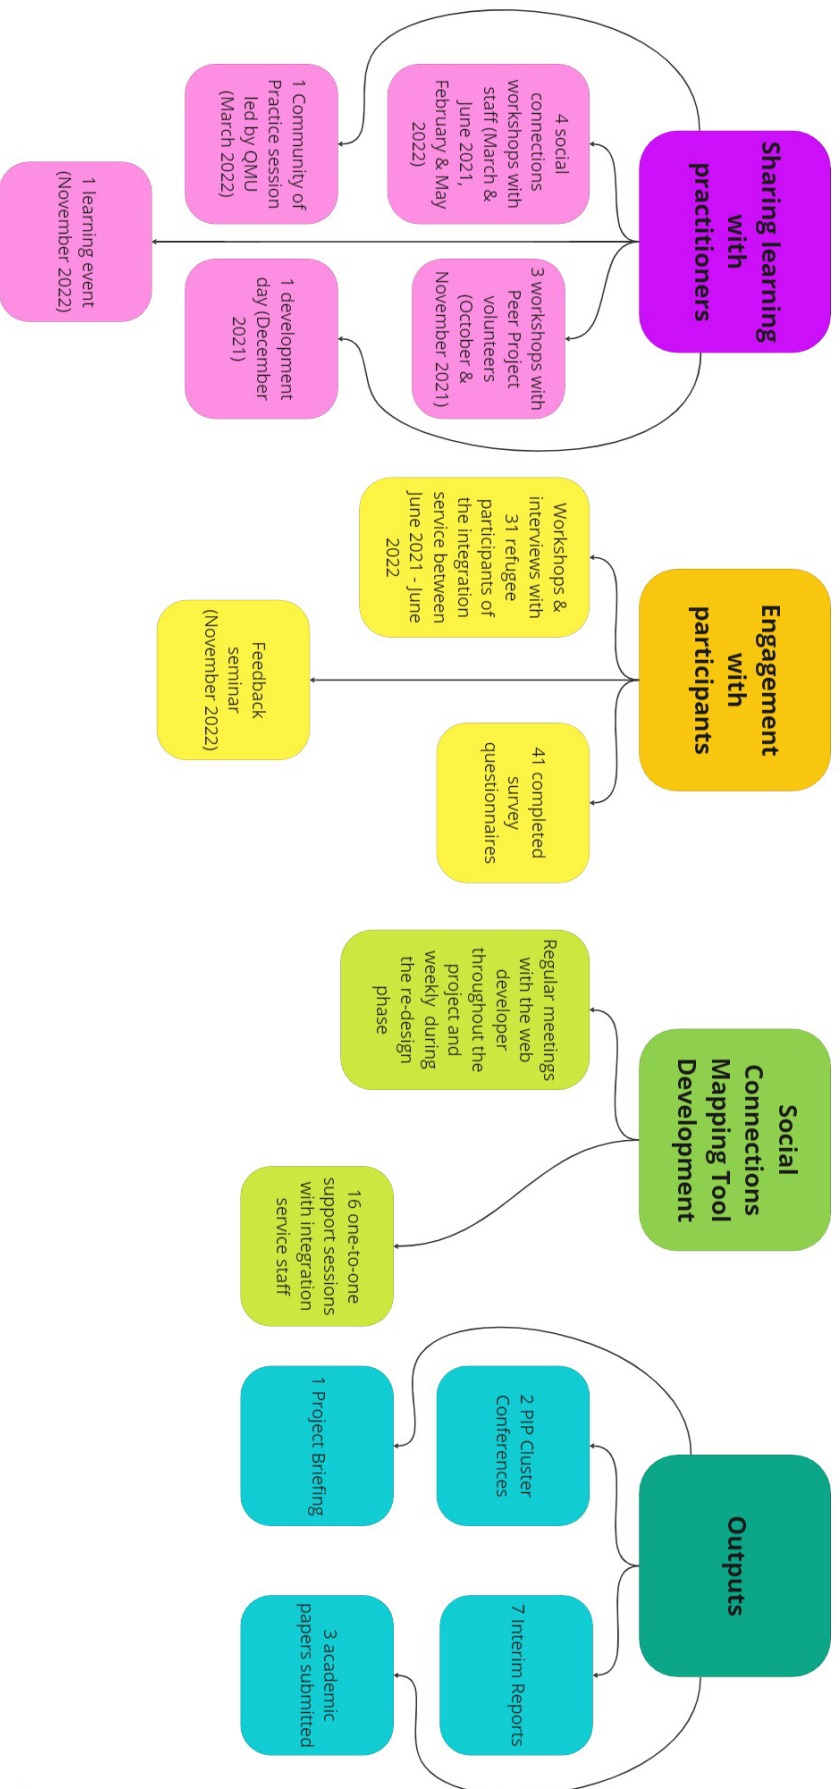 Sharing learning
with
practitioners
4 social
connections
workshops with
staff (March &
June 2021,
February & May
2022)
3 workshops with
Peer Project
volunteers
(October &
November 2021)
1 Community of
Practice session
led by QMU
(March 2022)
1 development
day (December
2021)
1 learning event
(November 2022)
Engagement
with
participants
Workshops &
interviews with
31 refugee
participants of
the integration
service between
June 2021 - June
2022
41 completed
survey
questionnaires
Feedback
seminar
(November 2022)
Social
Connections
Mapping Tool
Development
Regular meetings
with the web
developer
throughout the
project and
weekly during
the re-design
phase
16 one-to-one
support sessions
with integration
service staff
Outputs
2 PIP Cluster
Conferences
7 Interim Reports
1 Project Briefing
3 academic
papers submitted